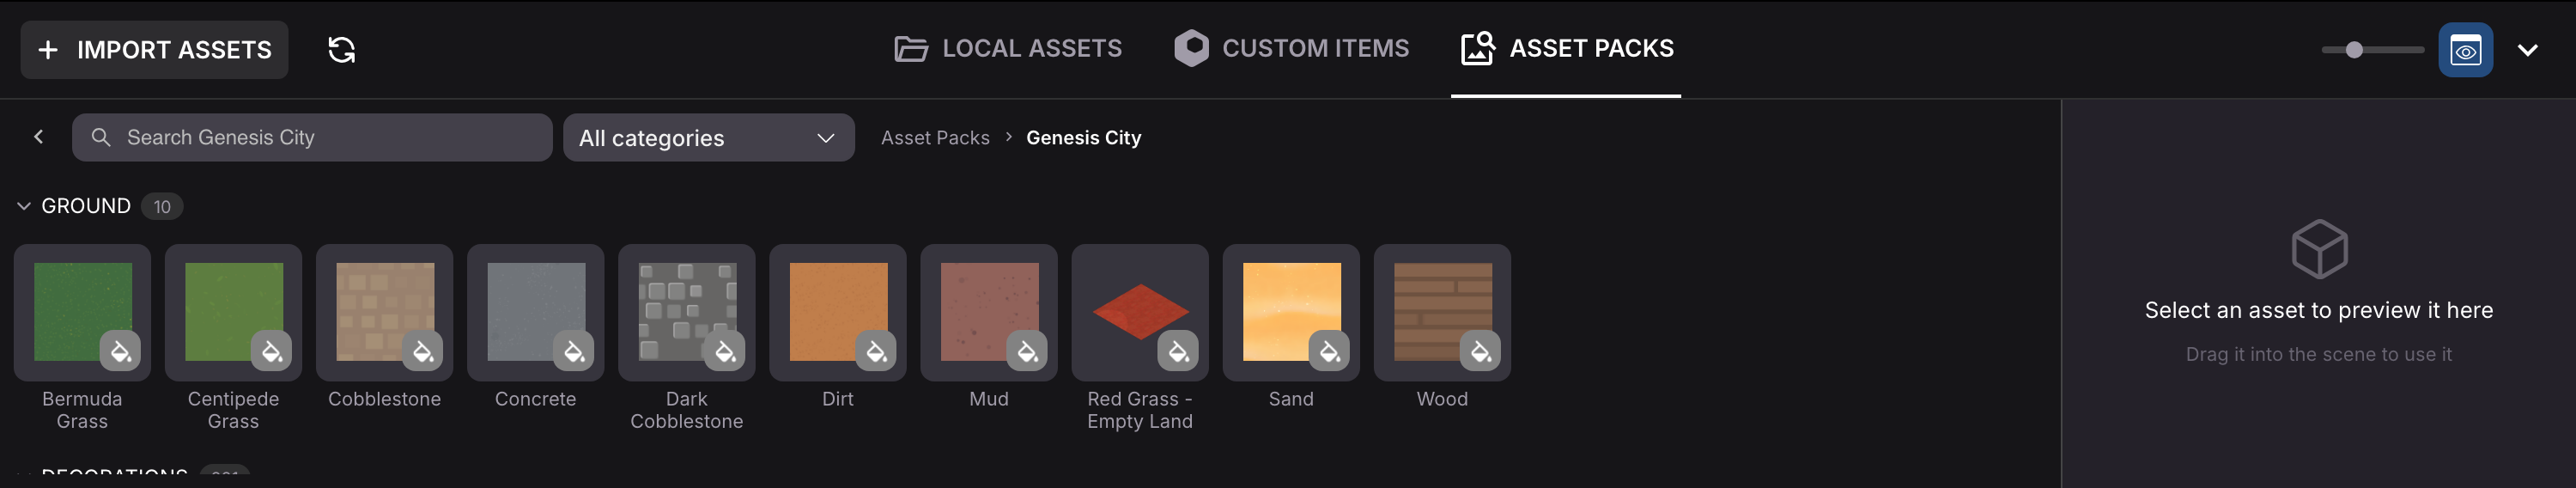 IMPORT ASSETS
LOCAL ASSETS
CUSTOM ITEMS
ASSET PACKS
Search Genesis City
All categories
Asset Packs > Genesis City
GROUND 10
Bermuda
Grass
Centipede
Grass
Cobblestone
Concrete
Dark
Cobblestone
Dirt
Mud
Red Grass -
Empty Land
Sand
Wood
DECORATIONS
Select an asset to preview it here
Drag it into the scene to use it